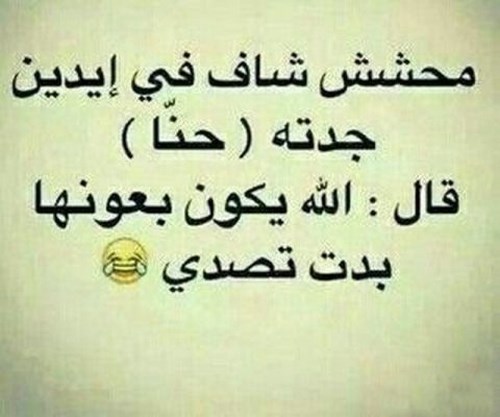 محشش شاف في إيدين
جدته ( حنّا )
قال : الله يكون بعونها
بدت تصدي 😂